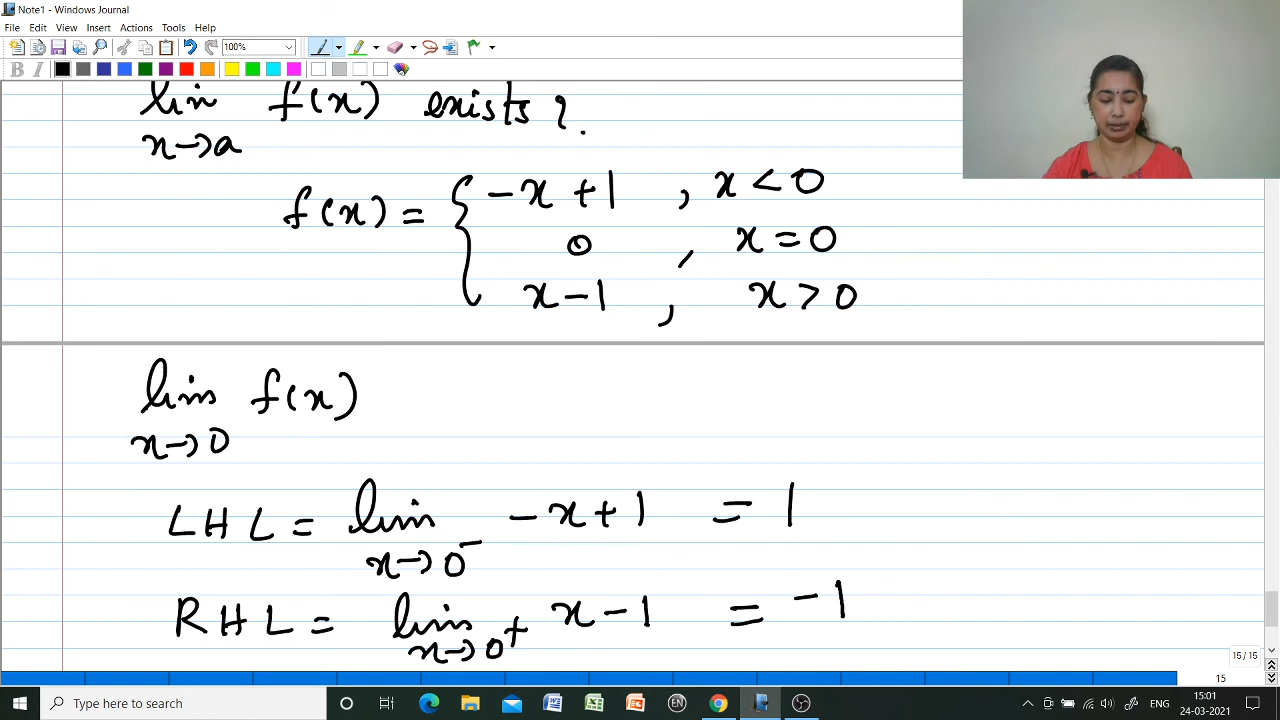 Note1 - Windows Journal
File Edit View Insert Actions Tools Help
100%
B I
lim f(x) exists ?.
x→a
f(x) = { -x + 1 , x < 0
0 , x = 0
x - 1 , x > 0
lim f(x)
x→0
LHL = lim -x + 1 = 1
x→0⁻
RHL = lim x - 1 = -1
x→0⁺
15 / 15
15
Type here to search
EN
ENG
15:01
24-03-2021